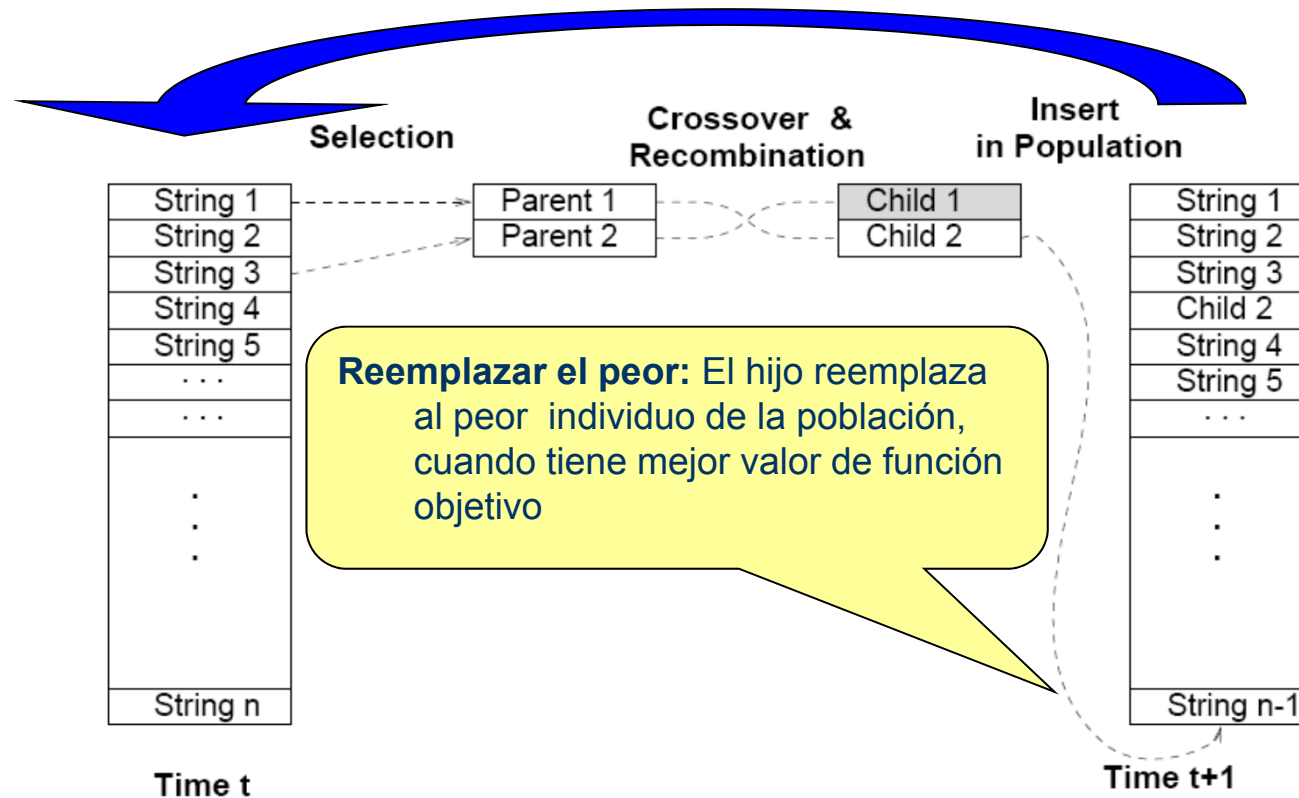 Selection
Crossover &
Recombination
Insert
in Population
String 1
String 2
String 3
String 4
String 5
. . .
. . .
.
.
.
String n
Time t
Parent 1
Parent 2
Child 1
Child 2
Reemplazar el peor: El hijo reemplaza
al peor individuo de la población,
cuando tiene mejor valor de función
objetivo
String 1
String 2
String 3
Child 2
String 4
String 5
. . .
.
.
.
String n-1
Time t+1